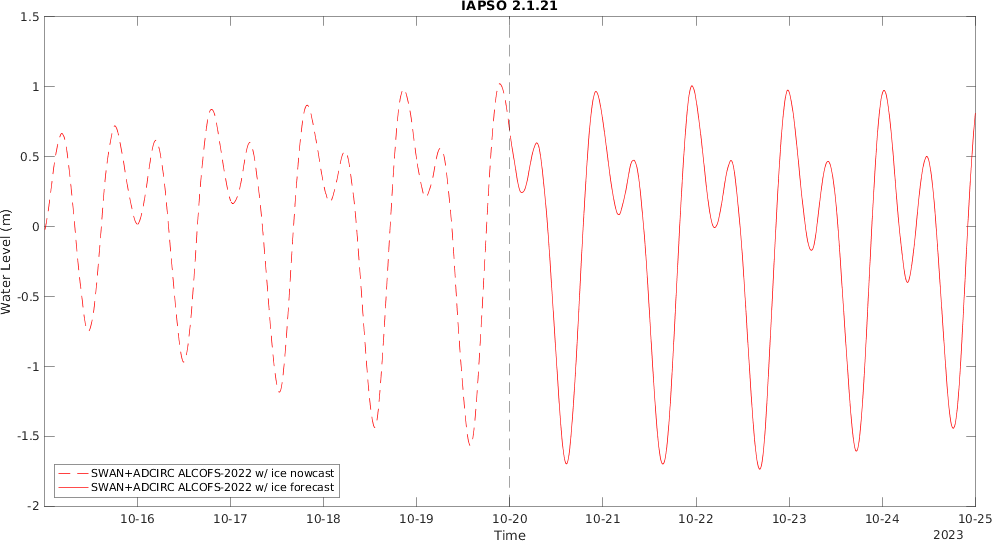 IAPSO 2.1.21
1.5
1
0.5
0
-0.5
-1
-1.5
-2
Water Level (m)
SWAN+ADCIRC ALCOFS-2022 w/ ice nowcast
SWAN+ADCIRC ALCOFS-2022 w/ ice forecast
10-16 10-17 10-18 10-19 10-20 10-21 10-22 10-23 10-24 10-25
Time
2023